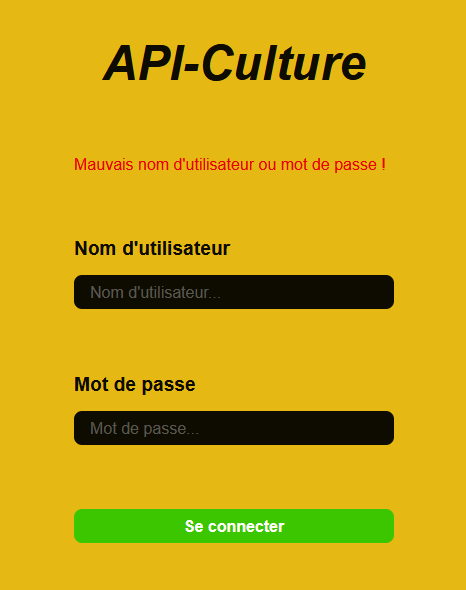 API-Culture
Mauvais nom d'utilisateur ou mot de passe !
Nom d'utilisateur
Nom d'utilisateur...
Mot de passe
Mot de passe...
Se connecter